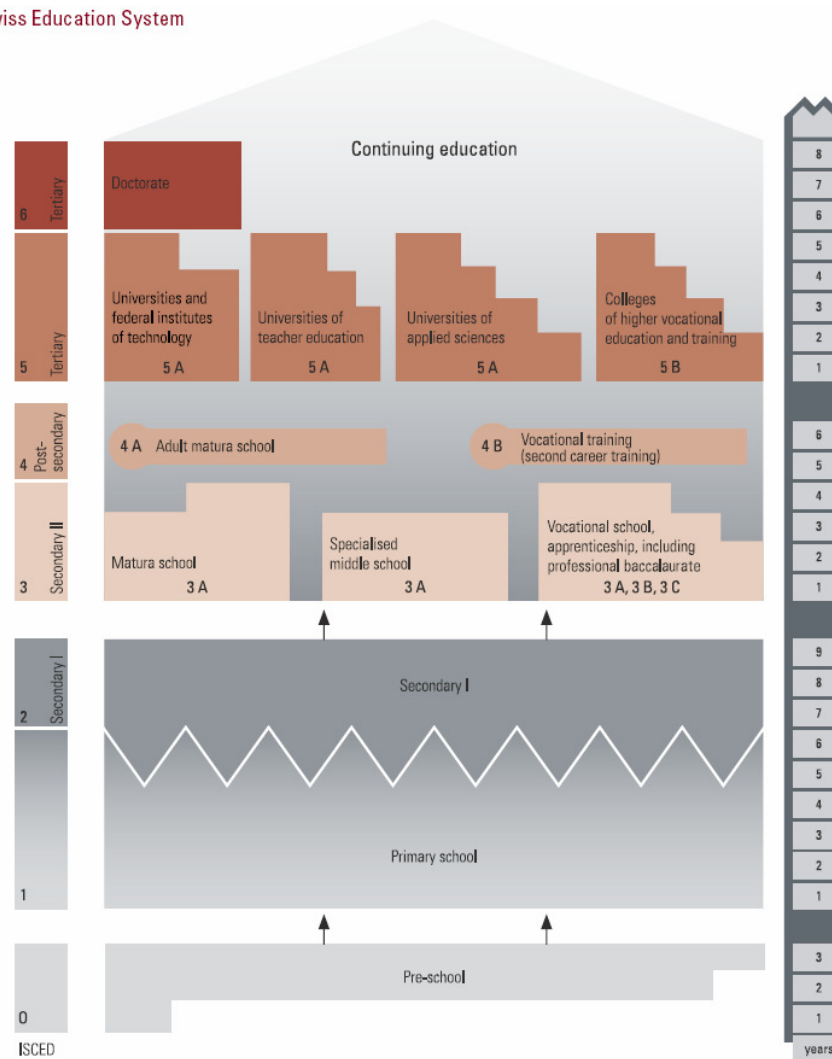 wiss Education System
Continuing education
6 Tertiary
Doctorate
8
7
6
5 Tertiary
Universities and
federal institutes
of technology
5 A
Universities of
teacher education
5 A
Universities of
applied sciences
5 A
Colleges
of higher vocational
education and training
5 B
5
4
3
2
1
4 Post-
secondary
4 A Adult matura school
4 B Vocational training
(second career training)
6
5
3 Secondary II
Matura school
3 A
Specialised
middle school
3 A
Vocational school,
apprenticeship, including
professional baccalaurate
3 A, 3 B, 3 C
4
3
2
1
2 Secondary I
Secondary I
9
8
7
6
5
4
3
2
1
1
Primary school
0
Pre-school
3
2
1
ISCED
years